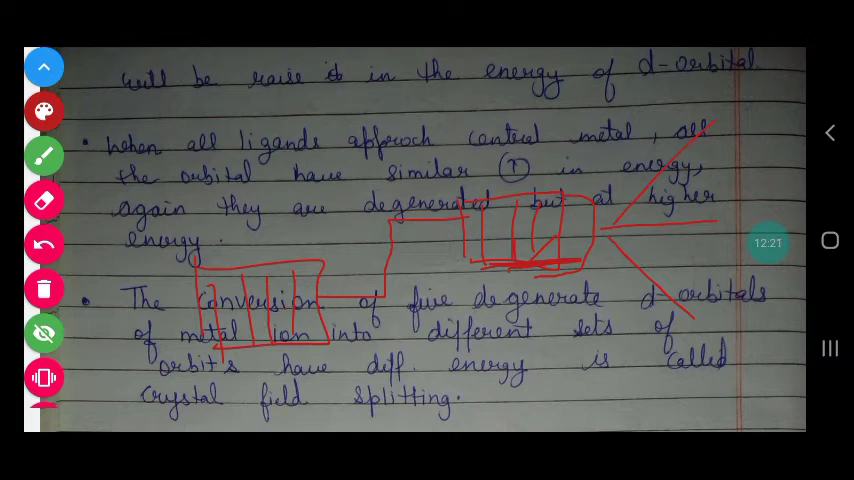 will be raise is in the energy of d-orbital.
• When all ligands approch central metal, all
the orbital have similar ↑ in energy,
again they are degenerated but at higher
energy.
12:21
• The conversion of five degenerate d-orbitals
of metal ion into different sets of
orbit's have diff. energy is called
crystal field splitting.